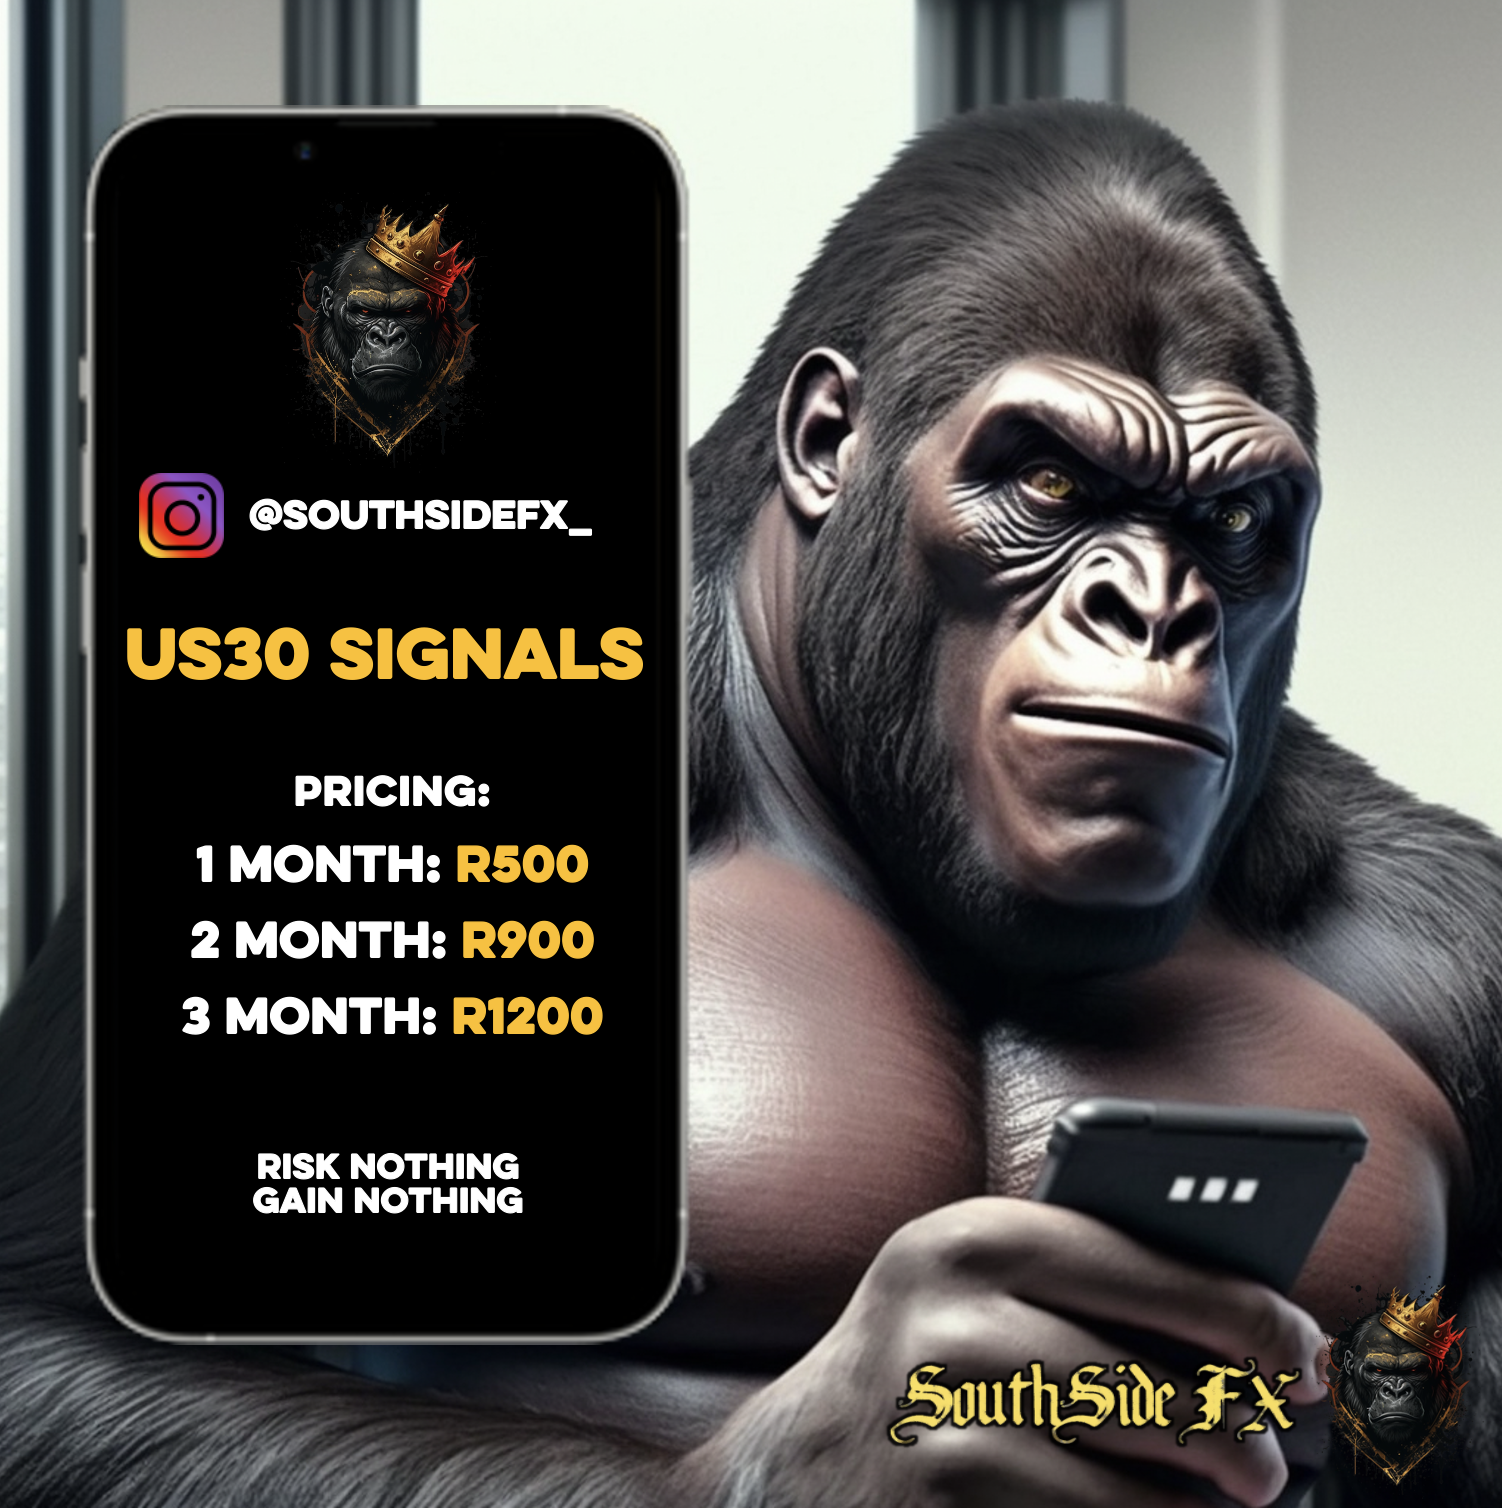 @SOUTHSIDEFX_
US30 SIGNALS
PRICING:
1 MONTH: R500
2 MONTH: R900
3 MONTH: R1200
RISK NOTHING
GAIN NOTHING
SouthSide FX